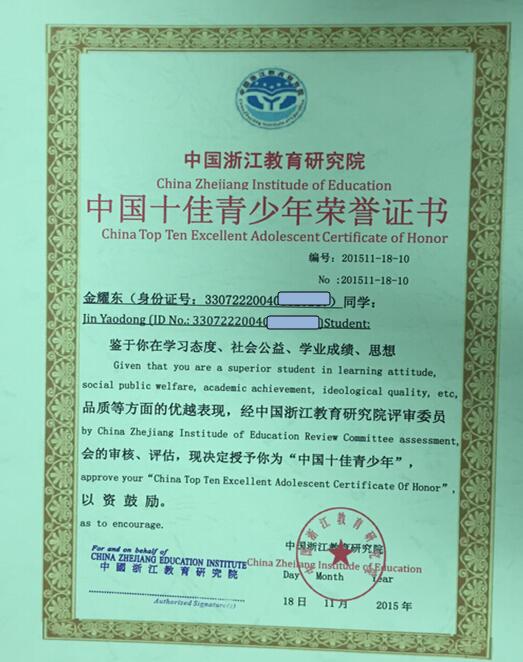 中国浙江教育研究院
China Zhejiang Institude of Education
中国十佳青少年荣誉证书
China Top Ten Excellent Adolescent Certificate of Honor
编号：201511-18-10
No :201511-18-10
金耀东（身份证号：3307222004 ）同学：
Jin Yaodong (ID No.: 3307222004 )Student:
鉴于你在学习态度、社会公益、学业成绩、思想
Given that you are a superior student in learning attitude,
social public welfare, academic achievement, ideological quality, etc,
品质等方面的优越表现，经中国浙江教育研究院评审委员
by China Zhejiang Institute of Education Review Committee assessment,
会的审核、评估，现决定授予你为“中国十佳青少年”，
approve your“China Top Ten Excellent Adolescent Certificate Of Honor”,
以 资 鼓 励。
as to encourage.
For and on behalf of
CHINA ZHEJIANG EDUCATION INSTITUTE
中 國 浙 江 教 育 研 究 院
Authorized Signature(s)
中国浙江教育研究院
China Zheijiang Institute of Education
Day Month Year
18日 11月 2015年